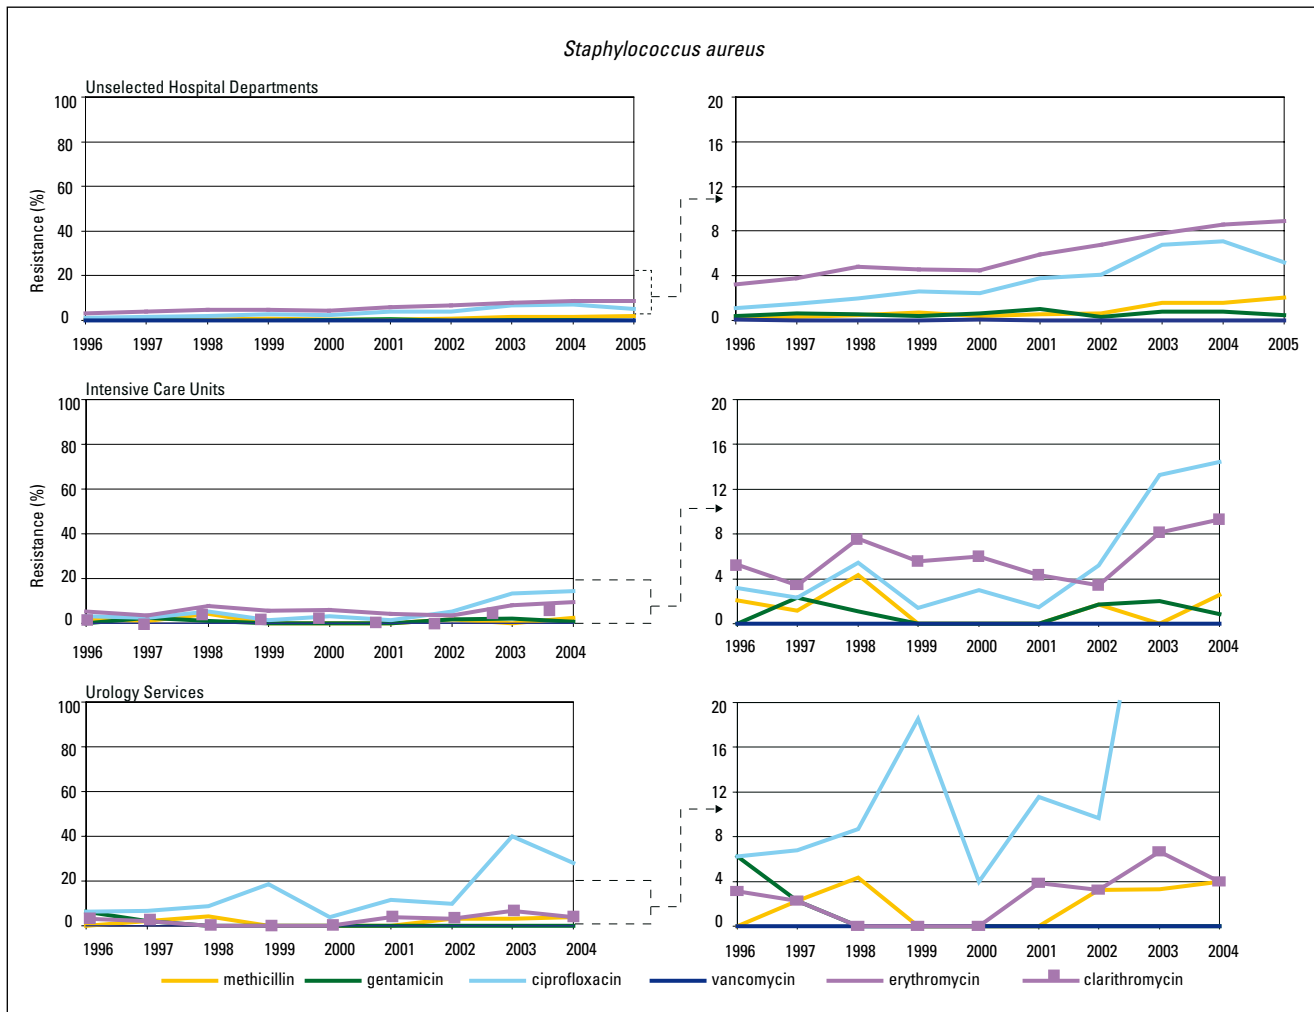 Staphylococcus aureus
Unselected Hospital Departments
Resistance (%)
100
80
60
40
20
0
1996 1997 1998 1999 2000 2001 2002 2003 2004 2005
20
16
12
8
4
0
1996 1997 1998 1999 2000 2001 2002 2003 2004 2005
Intensive Care Units
Resistance (%)
100
80
60
40
20
0
1996 1997 1998 1999 2000 2001 2002 2003 2004
20
16
12
8
4
0
1996 1997 1998 1999 2000 2001 2002 2003 2004
Urology Services
100
80
60
40
20
0
1996 1997 1998 1999 2000 2001 2002 2003 2004
20
16
12
8
4
0
1996 1997 1998 1999 2000 2001 2002 2003 2004
methicillin gentamicin ciprofloxacin vancomycin erythromycin clarithromycin